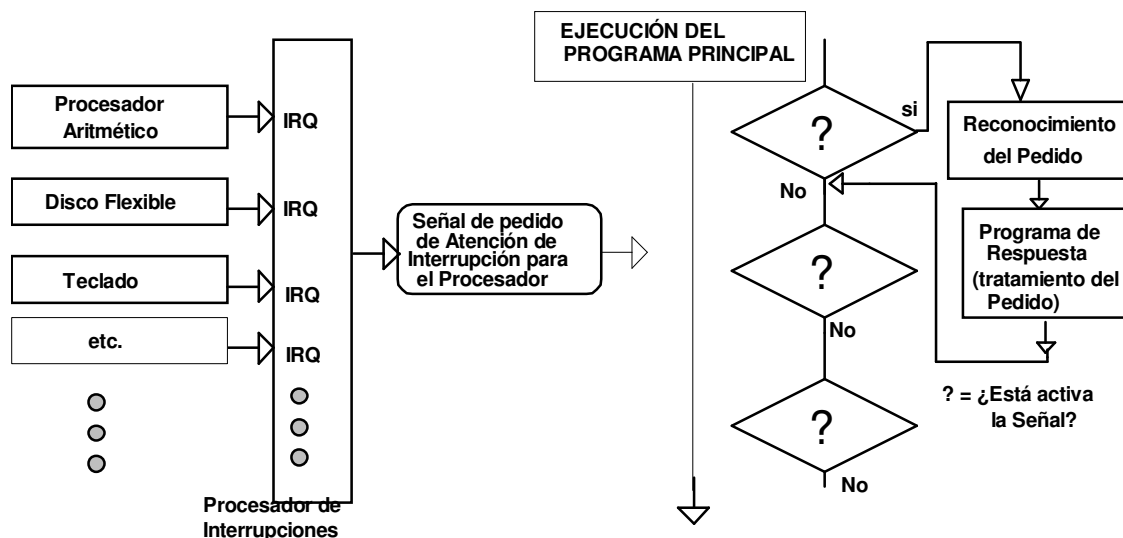 EJECUCIÓN DEL
PROGRAMA PRINCIPAL
Procesador
Aritmético
Disco Flexible
Teclado
etc.
IRQ
IRQ
IRQ
IRQ
Procesador de
Interrupciones
Señal de pedido
de Atención de
Interrupción para
el Procesador
?
si
No
?
No
?
No
Reconocimiento
del Pedido
Programa de
Respuesta
(tratamiento del
Pedido)
? = ¿Está activa
la Señal?